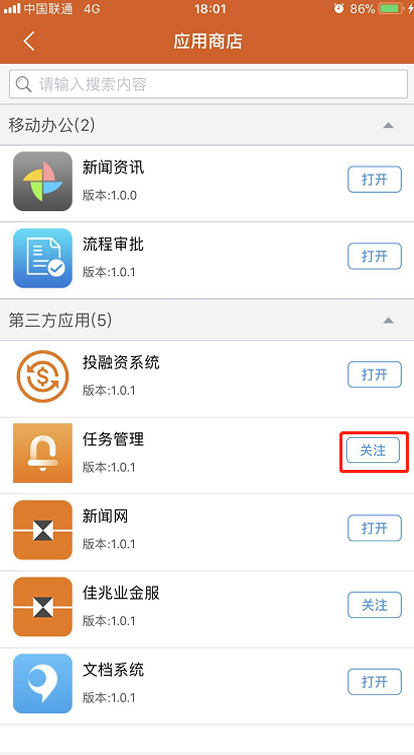 中国联通 4G 18:01 86%
应用商店
请输入搜索内容
移动办公(2)
新闻资讯
版本:1.0.0
打开
流程审批
版本:1.0.1
打开
第三方应用(5)
投融资系统
版本:1.0.1
打开
任务管理
版本:1.0.1
关注
新闻网
版本:1.0.1
打开
佳兆业金服
版本:1.0.1
关注
文档系统
版本:1.0.1
打开